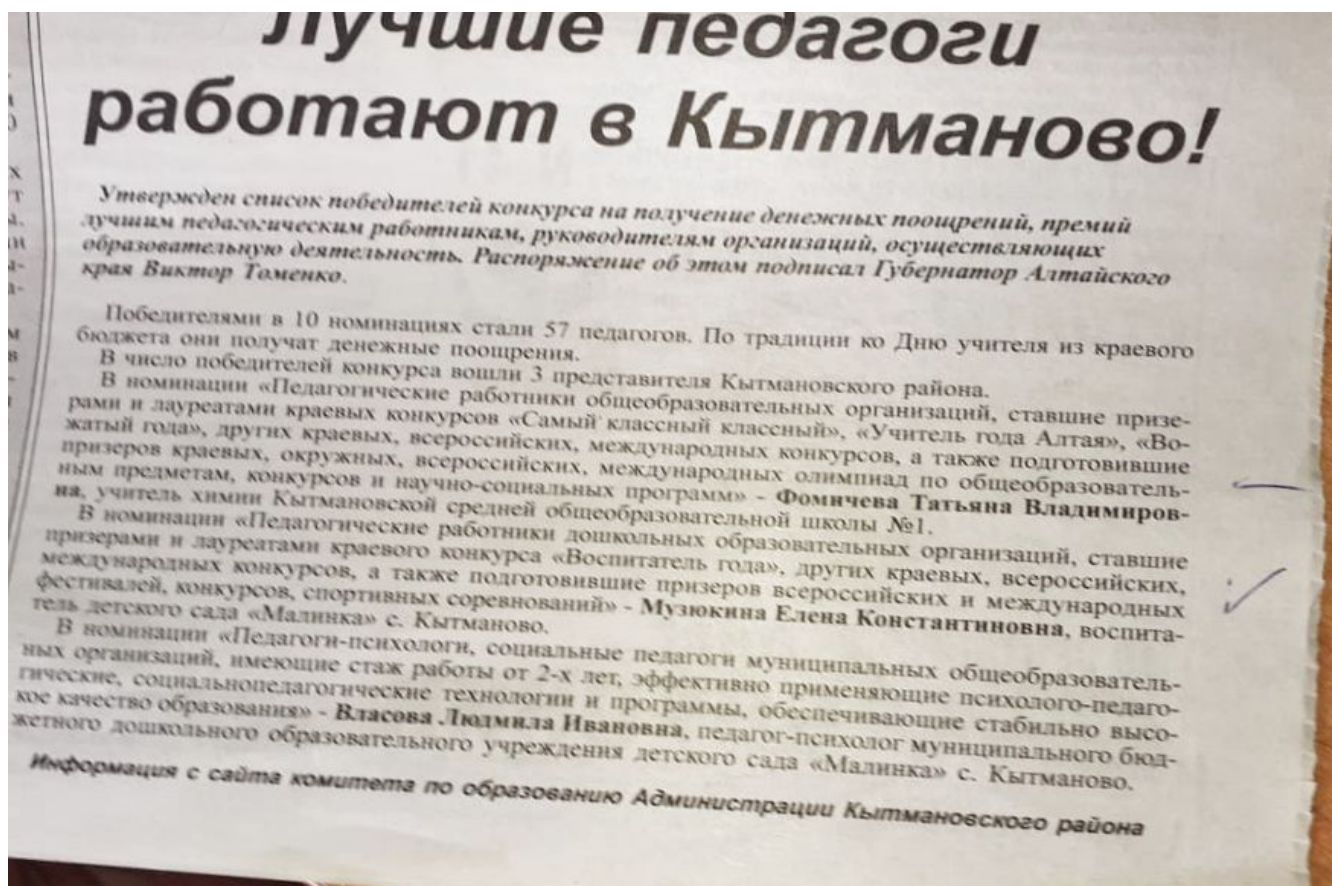 Лучшие педагоги
работают в Кытманово!
Утвержден список победителей конкурса на получение денежных поощрений, премий
лучшим педагогическим работникам, руководителям организаций, осуществляющих
образовательную деятельность. Распоряжение об этом подписал Губернатор Алтайского
края Виктор Томенко.
Победителями в 10 номинациях стали 57 педагогов. По традиции ко Дню учителя из краевого
бюджета они получат денежные поощрения.
В число победителей конкурса вошли 3 представителя Кытмановского района.
В номинации «Педагогические работники общеобразовательных организаций, ставшие призе-
рами и лауреатами краевых конкурсов «Самый классный классный», «Учитель года Алтая», «Во-
жатый года», других краевых, всероссийских, международных конкурсов, а также подготовившие
призеров краевых, окружных, всероссийских, международных олимпиад по общеобразователь-
ным предметам, конкурсов и научно-социальных программ» - Фомичева Татьяна Владимиров-
на, учитель химии Кытмановской средней общеобразовательной школы №1.
В номинации «Педагогические работники дошкольных образовательных организаций, ставшие
призерами и лауреатами краевого конкурса «Воспитатель года», других краевых, всероссийских,
международных конкурсов, а также подготовившие призеров всероссийских и международных
фестивалей, конкурсов, спортивных соревнований» - Музюкина Елена Константиновна, воспита-
тель детского сада «Малинка» с. Кытманово.
В номинации «Педагоги-психологи, социальные педагоги муниципальных общеобразователь-
ных организаций, имеющие стаж работы от 2-х лет, эффективно применяющие психолого-педаго-
гические, социальнопедагогические технологии и программы, обеспечивающие стабильно высо-
кое качество образования» - Власова Людмила Ивановна, педагог-психолог муниципального бюд-
жетного дошкольного образовательного учреждения детского сада «Малинка» с. Кытманово.
Информация с сайта комитета по образованию Администрации Кытмановского района